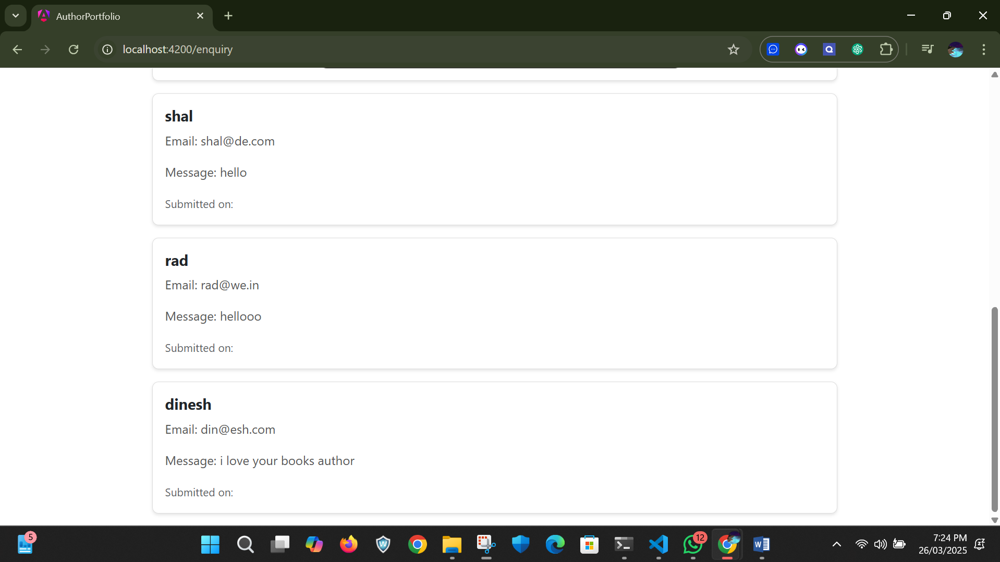 AuthorPortfolio
localhost:4200/enquiry
shal
Email: shal@de.com
Message: hello
Submitted on:
rad
Email: rad@we.in
Message: hellooo
Submitted on:
dinesh
Email: din@esh.com
Message: i love your books author
Submitted on:
5
12
7:24 PM
26/03/2025